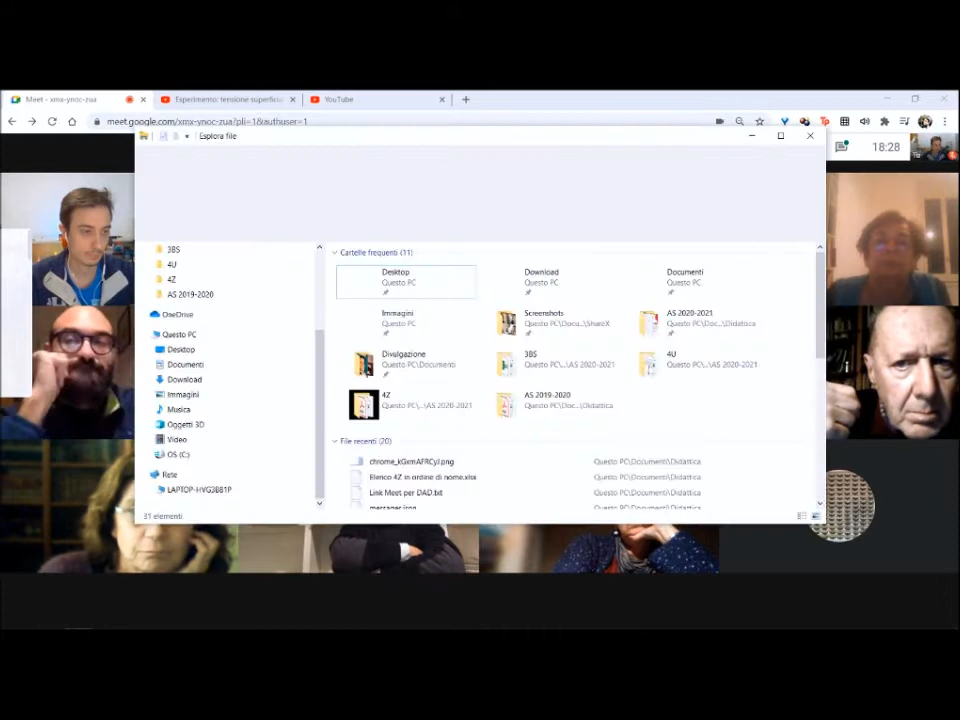 Meet - xmx-ynoc-zua
Esperimento: tensione superficial
YouTube
meet.google.com/xmx-ynoc-zua?pli=1&authuser=1
Esplora file
18:28
3BS
4U
4Z
AS 2019-2020
OneDrive
Questo PC
Desktop
Documenti
Download
Immagini
Musica
Oggetti 3D
Video
OS (C:)
Rete
LAPTOP-HVG3B81P
31 elementi
Cartelle frequenti (11)
Desktop
Questo PC
Download
Questo PC
Documenti
Questo PC
Immagini
Questo PC
Screenshots
Questo PC\Docu...\ShareX
AS 2020-2021
Questo PC\Doc...\Didattica
Divulgazione
Questo PC\Documenti
3BS
Questo PC\...\AS 2020-2021
4U
Questo PC\...\AS 2020-2021
4Z
Questo PC\...\AS 2020-2021
AS 2019-2020
Questo PC\Doc...\Didattica
File recenti (20)
chrome_kGxmAFRCyJ.png Questo PC\Documenti\Didattica
Elenco 4Z in ordine di nome.xlsx Questo PC\Documenti\Didattica
Link Meet per DAD.txt Questo PC\Documenti\Didattica